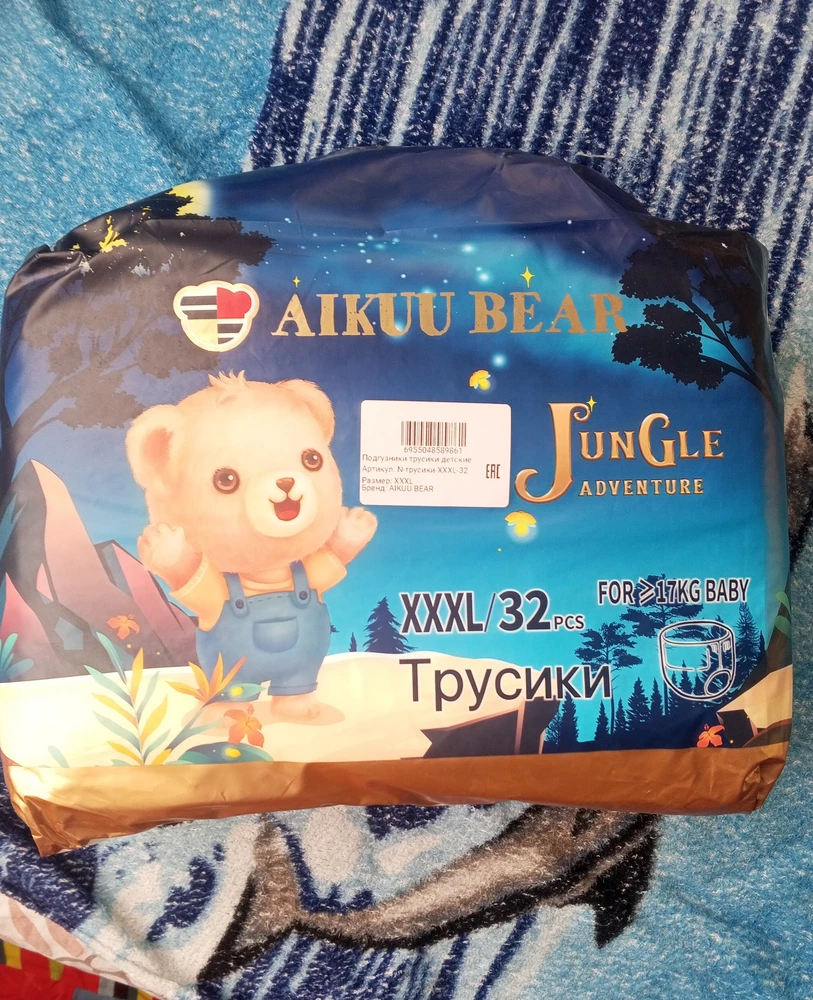 AIKUU BEAR
6955048589861
Подгузники трусики детские
Артикул: N-трусики-XXXL-32
Размер: XXXL
Бренд: AIKUU BEAR
EAC
JUNGLE
ADVENTURE
FOR ⩾17KG BABY
XXXL/32PCS
Трусики